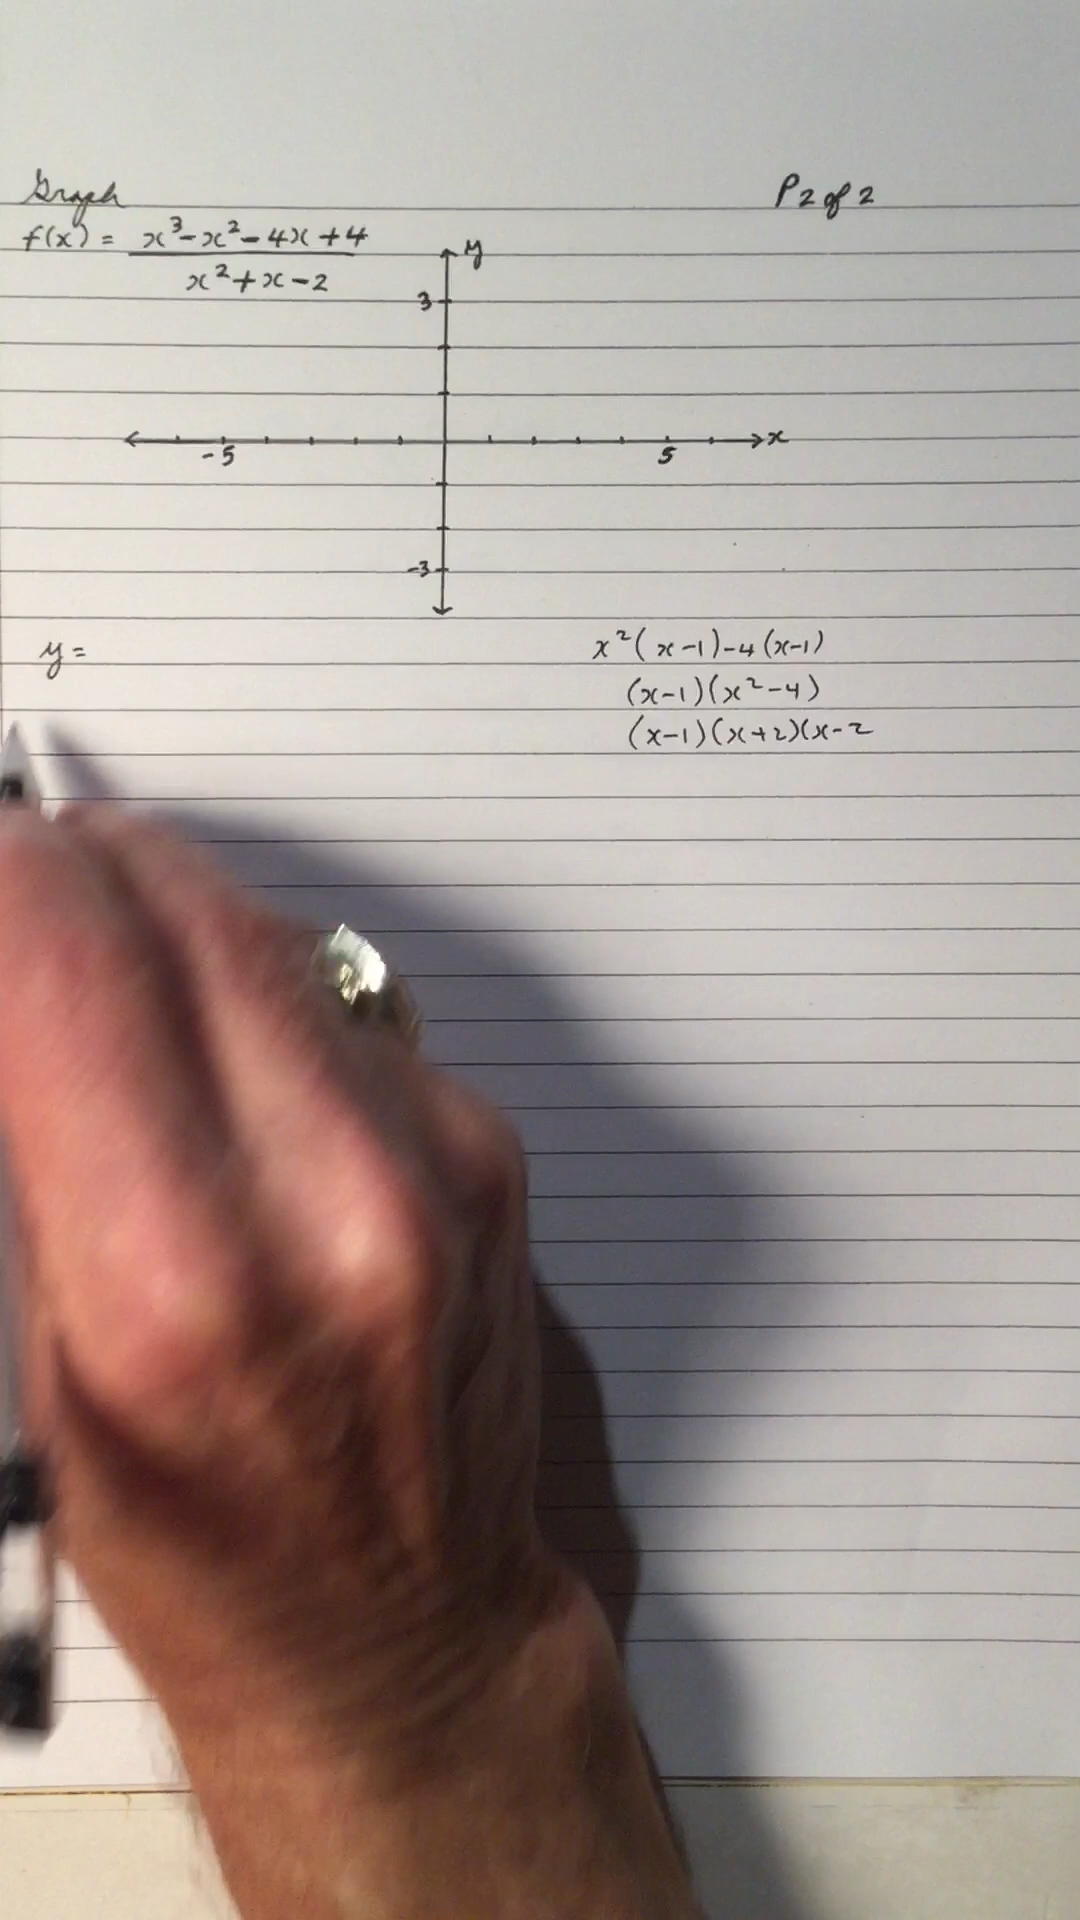 Graph
P2 of 2
f(x) = x³-x²-4x+4
x²+x-2
y
3
x
-5
5
-3
y =
x²(x-1)-4(x-1)
(x-1)(x²-4)
(x-1)(x+2)(x-2